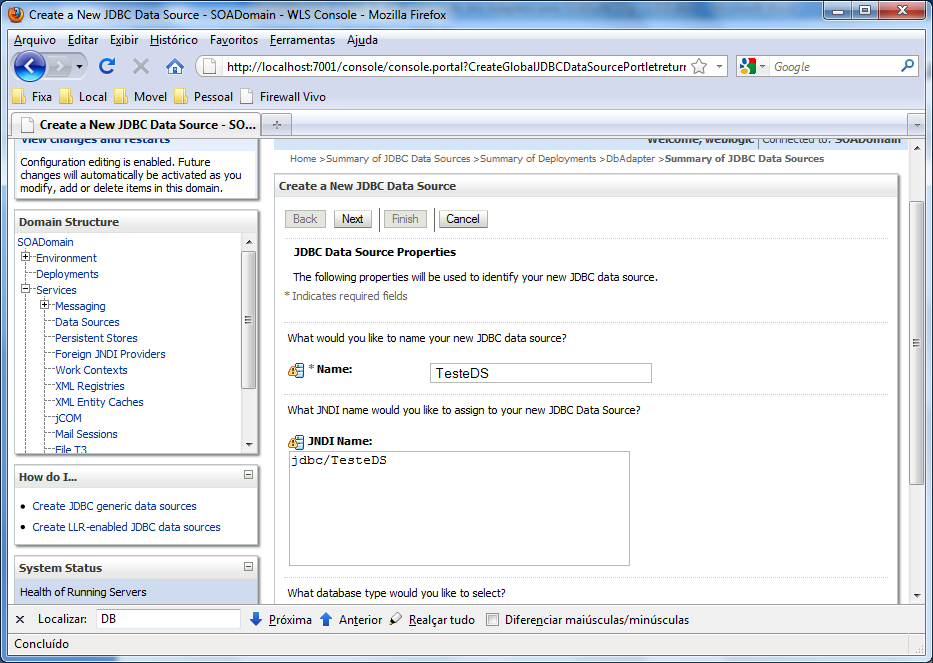 Create a New JDBC Data Source - SOADomain - WLS Console - Mozilla Firefox
Arquivo Editar Exibir Histórico Favoritos Ferramentas Ajuda
http://localhost:7001/console/console.portal?CreateGlobalJDBCDataSourcePortletreturr
Google
Fixa Local Movel Pessoal Firewall Vivo
Create a New JDBC Data Source - SO...
View changes and restarts
Configuration editing is enabled. Future
changes will automatically be activated as you
modify, add or delete items in this domain.
Domain Structure
SOADomain
Environment
Deployments
Services
Messaging
Data Sources
Persistent Stores
Foreign JNDI Providers
Work Contexts
XML Registries
XML Entity Caches
jCOM
Mail Sessions
File T3
How do I...
Create JDBC generic data sources
Create LLR-enabled JDBC data sources
System Status
Health of Running Servers
Welcome, weblogic Connected to: SOADomain
Home >Summary of JDBC Data Sources >Summary of Deployments >DbAdapter >Summary of JDBC Data Sources
Create a New JDBC Data Source
Back Next Finish Cancel
JDBC Data Source Properties
The following properties will be used to identify your new JDBC data source.
* Indicates required fields
What would you like to name your new JDBC data source?
* Name: TesteDS
What JNDI name would you like to assign to your new JDBC Data Source?
JNDI Name:
jdbc/TesteDS
What database type would you like to select?
Localizar: DB Próxima Anterior Realçar tudo Diferenciar maiúsculas/minúsculas
Concluído